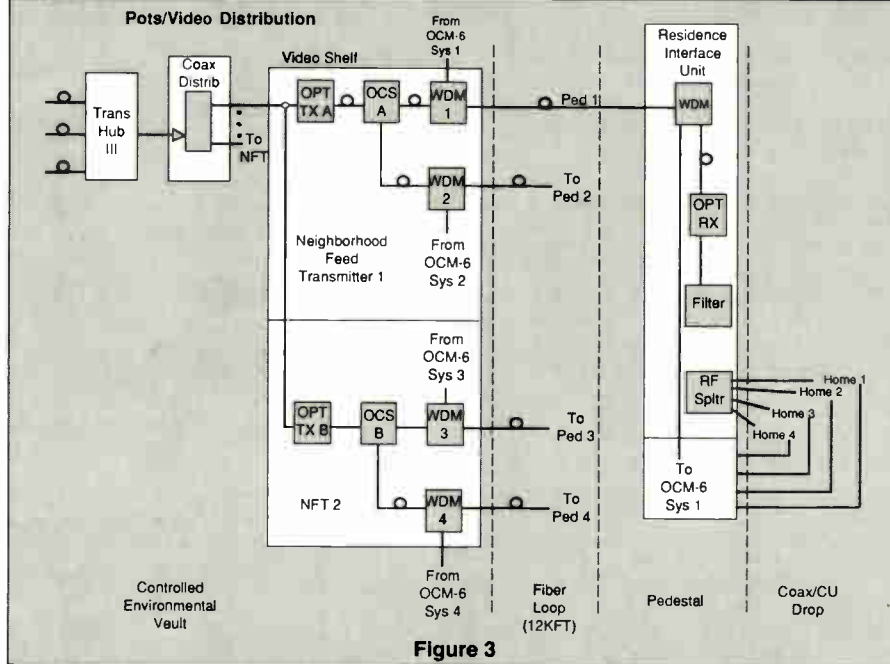 Pots/Video Distribution
Trans
Hub
III
Coax
Distrib
To
NFT
Video Shelf
OPT
TX A
OCS
A
From
OCM-6
Sys 1
WDM
1
Ped 1
WDM
2
To
Ped 2
From
OCM-6
Sys 2
Neighborhood
Feed
Transmitter 1
From
OCM-6
Sys 3
OPT
TX B
OCS
B
WDM
3
To
Ped 3
NFT 2
WDM
4
To
Ped 4
From
OCM-6
Sys 4
Residence
Interface
Unit
WDM
OPT
RX
Filter
RF
Spltr
Home 1
Home 2
Home 3
Home 4
To
OCM-6
Sys 1
Controlled
Environmental
Vault
Fiber
Loop
(12KFT)
Pedestal
Coax/CU
Drop
Figure 3